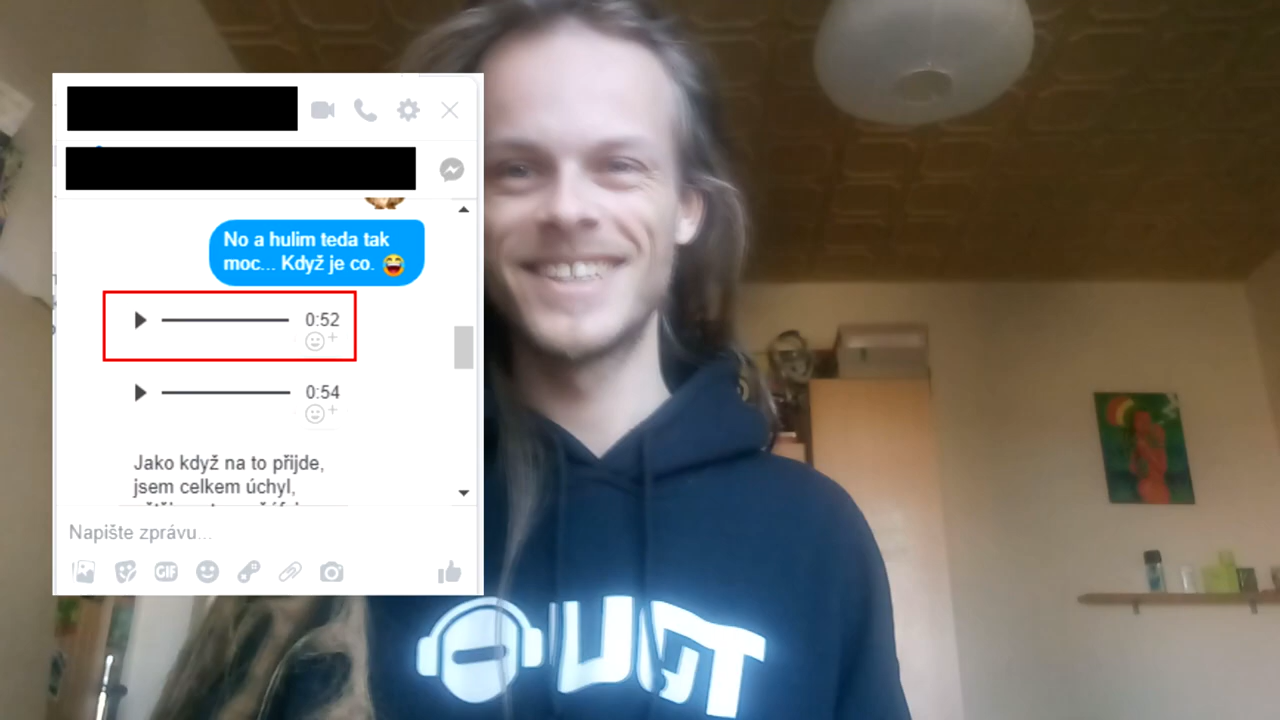 No a hulim teda tak
moc... Když je co. 😅
0:52
0:54
Jako když na to přijde,
jsem celkem úchyl,
Napište zprávu...
GIF